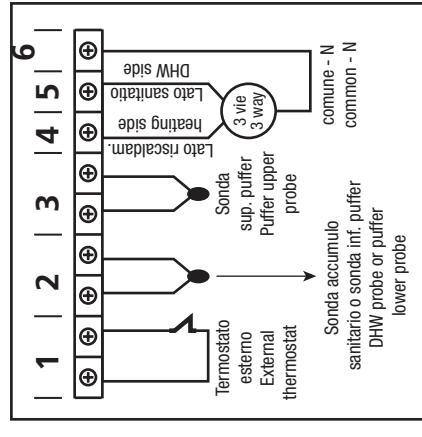 1
2
3
4
5
6
Termostato
esterno
External
thermostat
Sonda accumulo
sanitario o sonda inf. puffer
DHW probe or puffer
lower probe
Sonda
sup. puffer
Puffer upper
probe
Lato riscaldam.
heating side
Lato sanitatio
DHW side
3 vie
3 way
comune - N
common - N